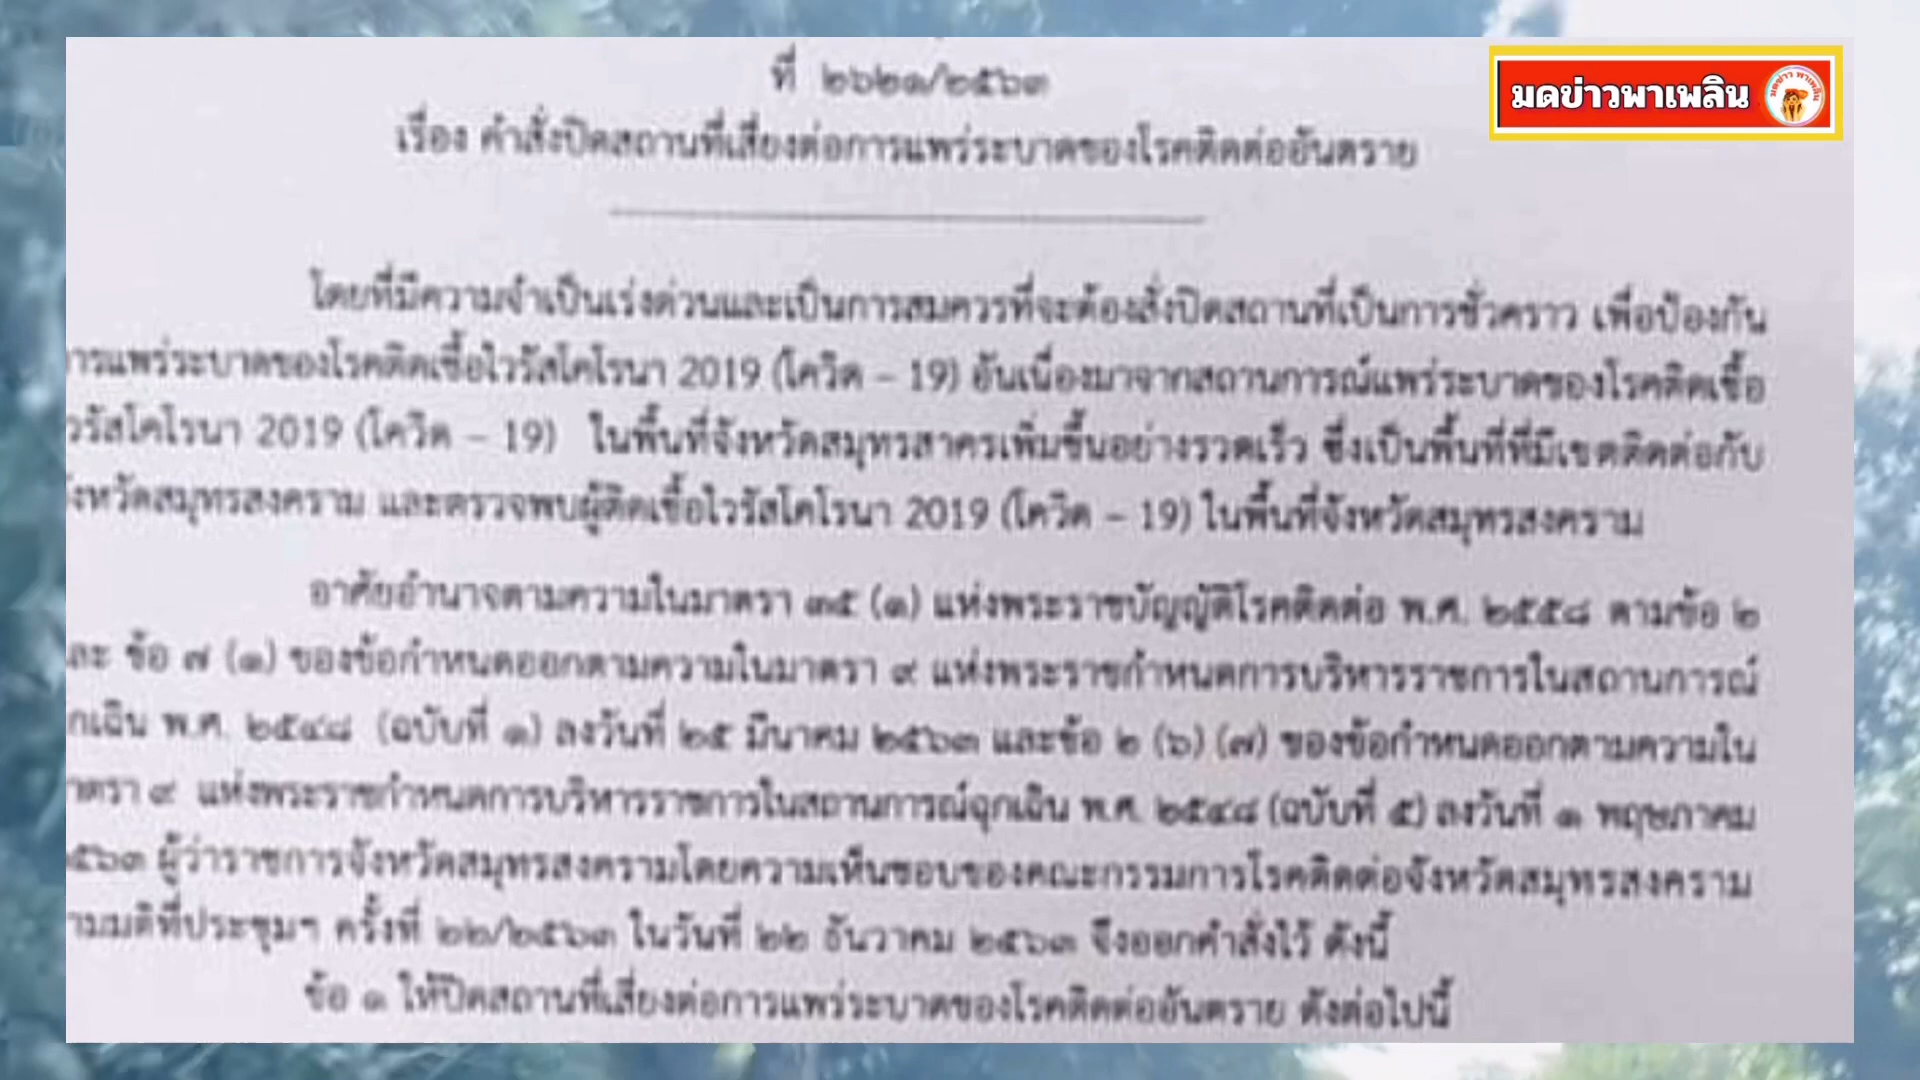 ที่ ๒๖๒๑/๒๕๖๓
มดข่าวพาเพลิน
มดข่าว พาเพลิน
เรื่อง คำสั่งปิดสถานที่เสี่ยงต่อการแพร่ระบาดของโรคติดต่ออันตราย
โดยที่มีความจำเป็นเร่งด่วนและเป็นการสมควรที่จะต้องสั่งปิดสถานที่เป็นการชั่วคราว เพื่อป้องกัน
ารแพร่ระบาดของโรคติดเชื้อไวรัสโคโรนา 2019 (โควิด – 19) อันเนื่องมาจากสถานการณ์แพร่ระบาดของโรคติดเชื้อ
วรัสโคโรนา 2019 (โควิด – 19) ในพื้นที่จังหวัดสมุทรสาครเพิ่มขึ้นอย่างรวดเร็ว ซึ่งเป็นพื้นที่ที่มีเขตติดต่อกับ
ังหวัดสมุทรสงคราม และตรวจพบผู้ติดเชื้อไวรัสโคโรนา 2019 (โควิด – 19) ในพื้นที่จังหวัดสมุทรสงคราม
อาศัยอำนาจตามความในมาตรา ๓๕ (๑) แห่งพระราชบัญญัติโรคติดต่อ พ.ศ. ๒๕๕๘ ตามข้อ ๒
และ ข้อ ๗ (๑) ของข้อกำหนดออกตามความในมาตรา ๙ แห่งพระราชกำหนดการบริหารราชการในสถานการณ์
ุกเฉิน พ.ศ. ๒๕๔๘ (ฉบับที่ ๑) ลงวันที่ ๒๕ มีนาคม ๒๕๖๓ และข้อ ๒ (๖) (๗) ของข้อกำหนดออกตามความใน
าตรา ๙ แห่งพระราชกำหนดการบริหารราชการในสถานการณ์ฉุกเฉิน พ.ศ. ๒๕๔๘ (ฉบับที่ ๕) ลงวันที่ ๑ พฤษภาคม
๒๕๖๓ ผู้ว่าราชการจังหวัดสมุทรสงครามโดยความเห็นชอบของคณะกรรมการโรคติดต่อจังหวัดสมุทรสงคราม
ามมติที่ประชุมฯ ครั้งที่ ๒๒/๒๕๖๓ ในวันที่ ๒๒ ธันวาคม ๒๕๖๓ จึงออกคำสั่งไว้ ดังนี้
ข้อ ๑ ให้ปิดสถานที่เสี่ยงต่อการแพร่ระบาดของโรคติดต่ออันตราย ดังต่อไปนี้